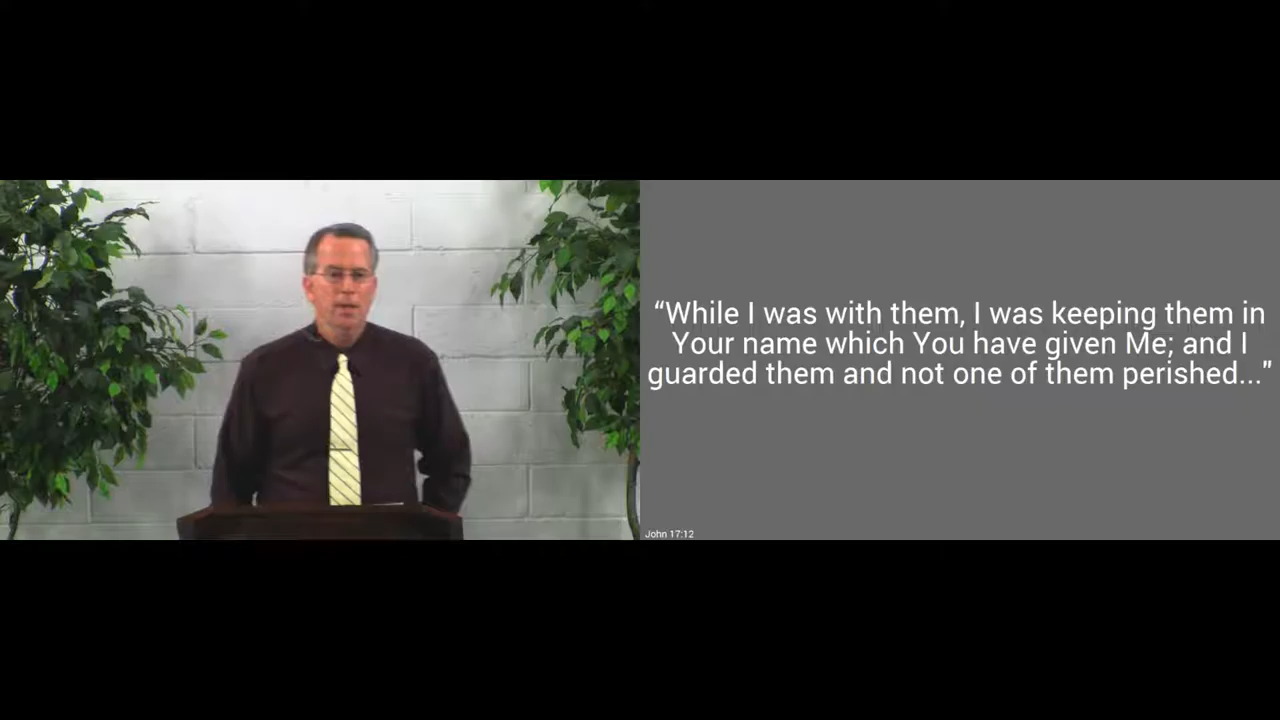 “While I was with them, I was keeping them in
Your name which You have given Me; and I
guarded them and not one of them perished...”
John 17:12